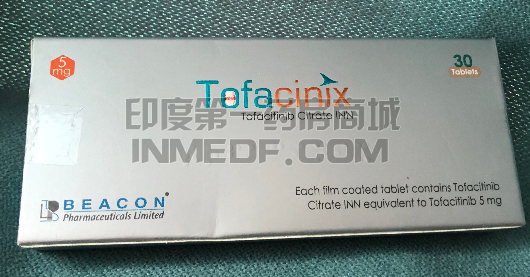 5
mg
30
Tablets
Tofacinix
Tofacitinib Citrate INN
印度第一药房商城
INMEDF.COM
Each film coated tablet contains Tofacitinib
Citrate INN equivalent to Tofacitinib 5 mg
BEACON
Pharmaceuticals Limited